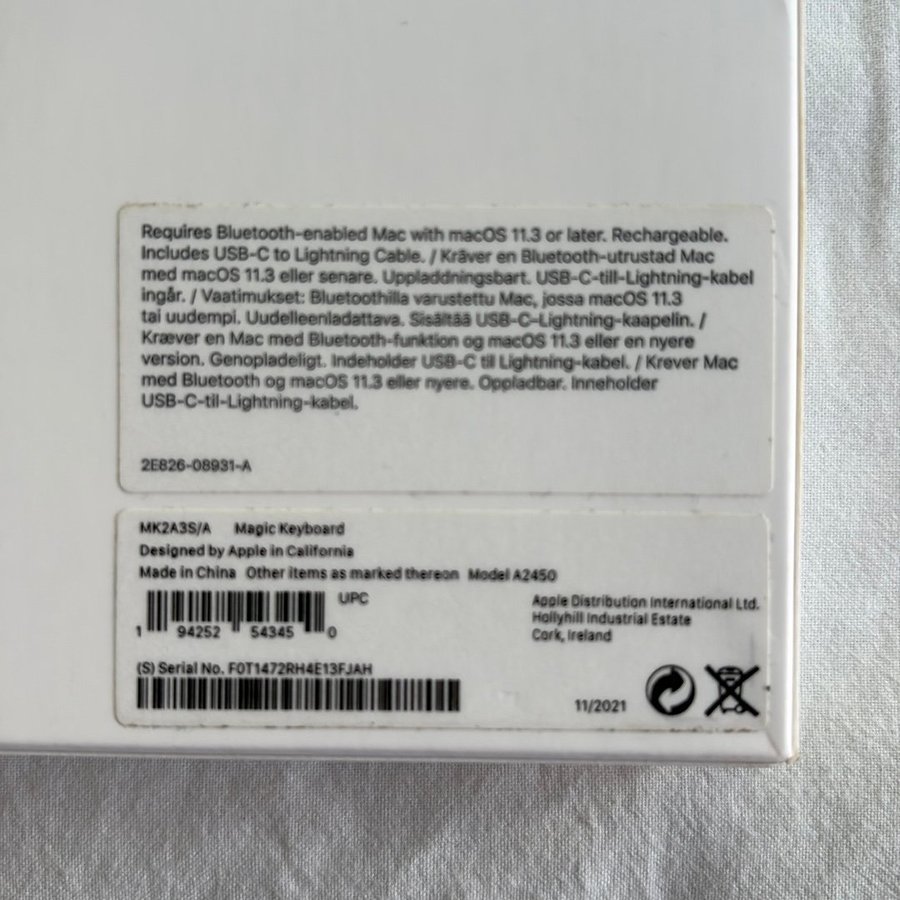 Requires Bluetooth-enabled Mac with macOS 11.3 or later. Rechargeable.
Includes USB-C to Lightning Cable. / Kräver en Bluetooth-utrustad Mac
med macOS 11.3 eller senare. Uppladdningsbart. USB-C-till-Lightning-kabel
ingår. / Vaatimukset: Bluetoothilla varustettu Mac, jossa macOS 11.3
tai uudempi. Uudelleenladattava. Sisältää USB-C–Lightning-kaapelin. /
Kræver en Mac med Bluetooth-funktion og macOS 11.3 eller en nyere
version. Genopladeligt. Indeholder USB-C til Lightning-kabel. / Krever Mac
med Bluetooth og macOS 11.3 eller nyere. Oppladbar. Inneholder
USB-C-til-Lightning-kabel.
2E826-08931-A
MK2A3S/A Magic Keyboard
Designed by Apple in California
Made in China Other items as marked thereon Model A2450
UPC
1 94252 54345 0
Apple Distribution International Ltd.
Hollyhill Industrial Estate
Cork, Ireland
(S) Serial No. F0T1472RH4E13FJAH
11/2021